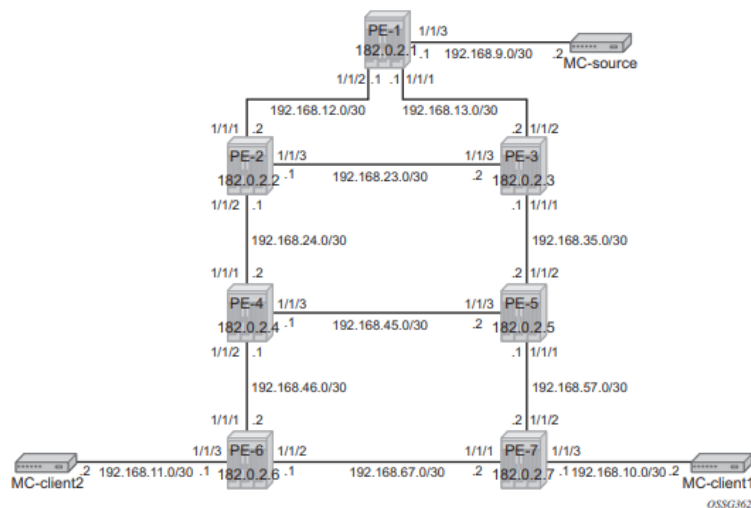 PE-1
182.0.2.1
1/1/3
.1 192.168.9.0/30 .2
MC-source
1/1/2 .1 .1 1/1/1
192.168.12.0/30 192.168.13.0/30
1/1/1 .2 .2 1/1/2
PE-2 1/1/3 1/1/3 PE-3
182.0.2.2 .1 192.168.23.0/30 .2 182.0.2.3
1/1/2 .1 .1 1/1/1
192.168.24.0/30 192.168.35.0/30
1/1/1 .2 .2 1/1/2
PE-4 1/1/3 1/1/3 PE-5
182.0.2.4 .1 192.168.45.0/30 .2 182.0.2.5
1/1/2 .1 .1 1/1/1
192.168.46.0/30 192.168.57.0/30
1/1/1 .2 .2 1/1/2
1/1/3 PE-6 1/1/2 1/1/1 PE-7 1/1/3
.2 192.168.11.0/30 .1 182.0.2.6 .1 192.168.67.0/30 .2 182.0.2.7 .1 192.168.10.0/30 .2
MC-client2 MC-client1
OSSG362